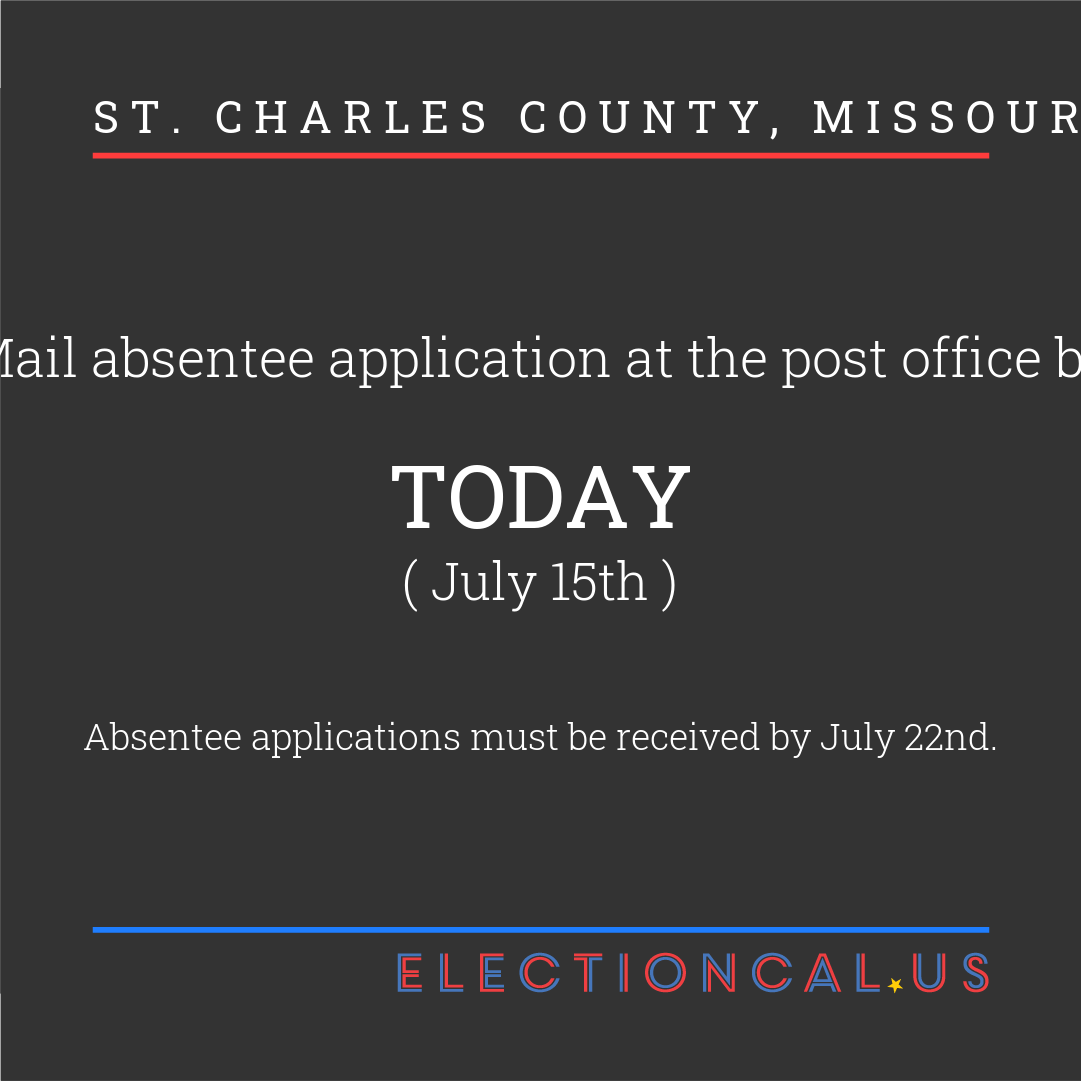 ST. CHARLES COUNTY, MISSOUR
Mail absentee application at the post office b
TODAY
( July 15th )
Absentee applications must be received by July 22nd.
ELECTIONCAL.US